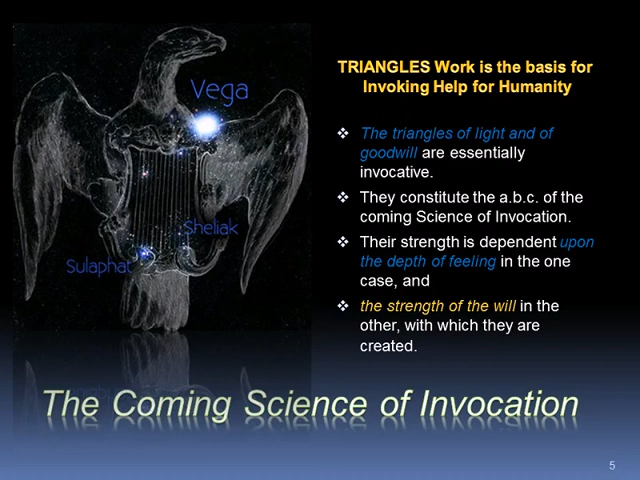 Vega
Sheliak
Sulaphat
TRIANGLES Work is the basis for
Invoking Help for Humanity
❖ The triangles of light and of
goodwill are essentially
invocative.
❖ They constitute the a.b.c. of the
coming Science of Invocation.
❖ Their strength is dependent upon
the depth of feeling in the one
case, and
❖ the strength of the will in the
other, with which they are
created.
The Coming Science of Invocation
5